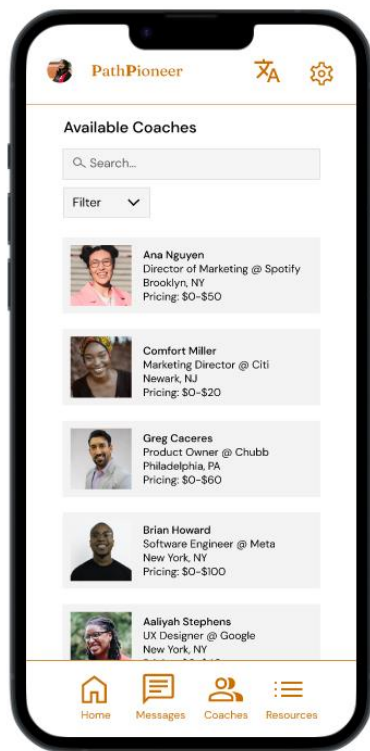 PathPioneer
Available Coaches
Search...
Filter
Ana Nguyen
Director of Marketing @ Spotify
Brooklyn, NY
Pricing: $0-$50
Comfort Miller
Marketing Director @ Citi
Newark, NJ
Pricing: $0-$20
Greg Caceres
Product Owner @ Chubb
Philadelphia, PA
Pricing: $0-$60
Brian Howard
Software Engineer @ Meta
New York, NY
Pricing: $0-$100
Aaliyah Stephens
UX Designer @ Google
New York, NY
Home Messages Coaches Resources